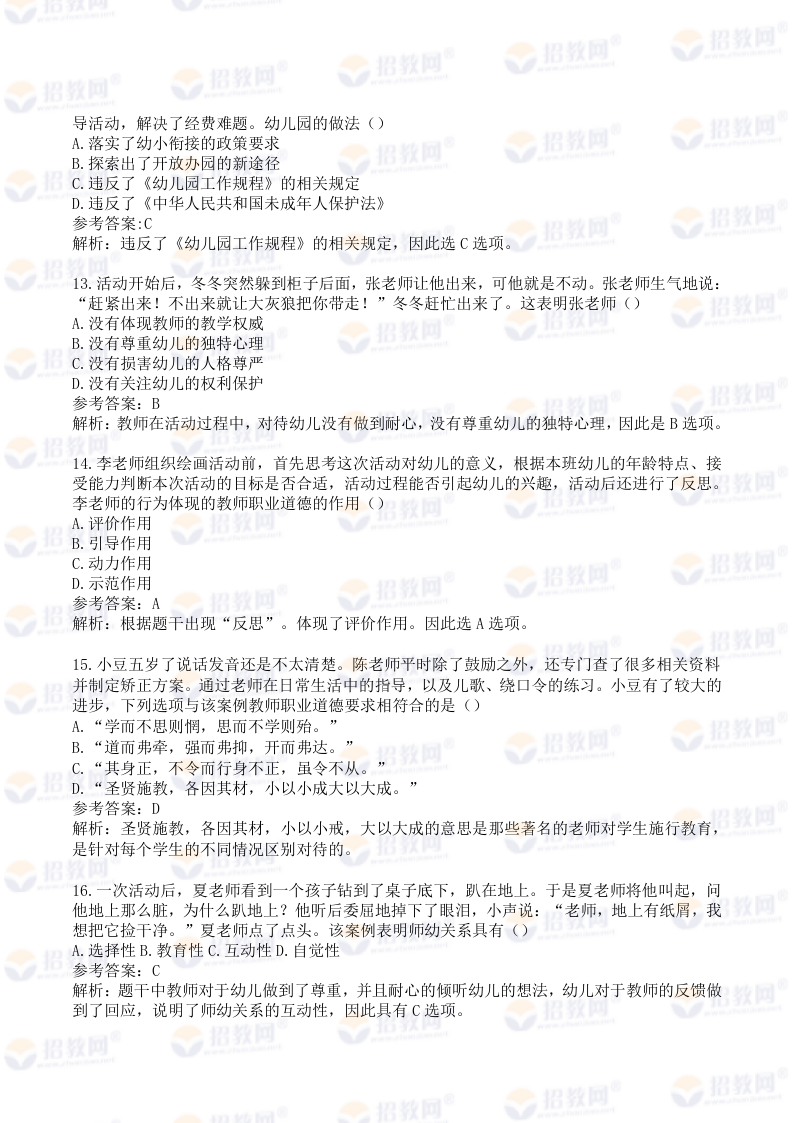 导活动，解决了经费难题。幼儿园的做法（）
A.落实了幼小衔接的政策要求
B.探索出了开放办园的新途径
C.违反了《幼儿园工作规程》的相关规定
D.违反了《中华人民共和国未成年人保护法》
参考答案:C
解析：违反了《幼儿园工作规程》的相关规定，因此选 C 选项。
13.活动开始后，冬冬突然躲到柜子后面，张老师让他出来，可他就是不动。张老师生气地说：
“赶紧出来！不出来就让大灰狼把你带走！”冬冬赶忙出来了。这表明张老师（）
A.没有体现教师的教学权威
B.没有尊重幼儿的独特心理
C.没有损害幼儿的人格尊严
D.没有关注幼儿的权利保护
参考答案：B
解析：教师在活动过程中，对待幼儿没有做到耐心，没有尊重幼儿的独特心理，因此是 B 选项。
14.李老师组织绘画活动前，首先思考这次活动对幼儿的意义，根据本班幼儿的年龄特点、接
受能力判断本次活动的目标是否合适，活动过程能否引起幼儿的兴趣，活动后还进行了反思。
李老师的行为体现的教师职业道德的作用（）
A.评价作用
B.引导作用
C.动力作用
D.示范作用
参考答案：A
解析：根据题干出现“反思”。体现了评价作用。因此选 A 选项。
15.小豆五岁了说话发音还是不太清楚。陈老师平时除了鼓励之外，还专门查了很多相关资料
并制定矫正方案。通过老师在日常生活中的指导，以及儿歌、绕口令的练习。小豆有了较大的
进步，下列选项与该案例教师职业道德要求相符合的是（）
A.“学而不思则惘，思而不学则殆。”
B.“道而弗牵，强而弗抑，开而弗达。”
C.“其身正，不令而行身不正，虽令不从。”
D.“圣贤施教，各因其材，小以小成大以大成。”
参考答案：D
解析：圣贤施教，各因其材，小以小戒，大以大成的意思是那些著名的老师对学生施行教育，
是针对每个学生的不同情况区别对待的。
16.一次活动后，夏老师看到一个孩子钻到了桌子底下，趴在地上。于是夏老师将他叫起，问
他地上那么脏，为什么趴地上？他听后委屈地掉下了眼泪，小声说：“老师，地上有纸屑，我
想把它捡干净。”夏老师点了点头。该案例表明师幼关系具有（）
A.选择性 B.教育性 C.互动性 D.自觉性
参考答案：C
解析：题干中教师对于幼儿做到了尊重，并且耐心的倾听幼儿的想法，幼儿对于教师的反馈做
到了回应，说明了师幼关系的互动性，因此具有 C 选项。